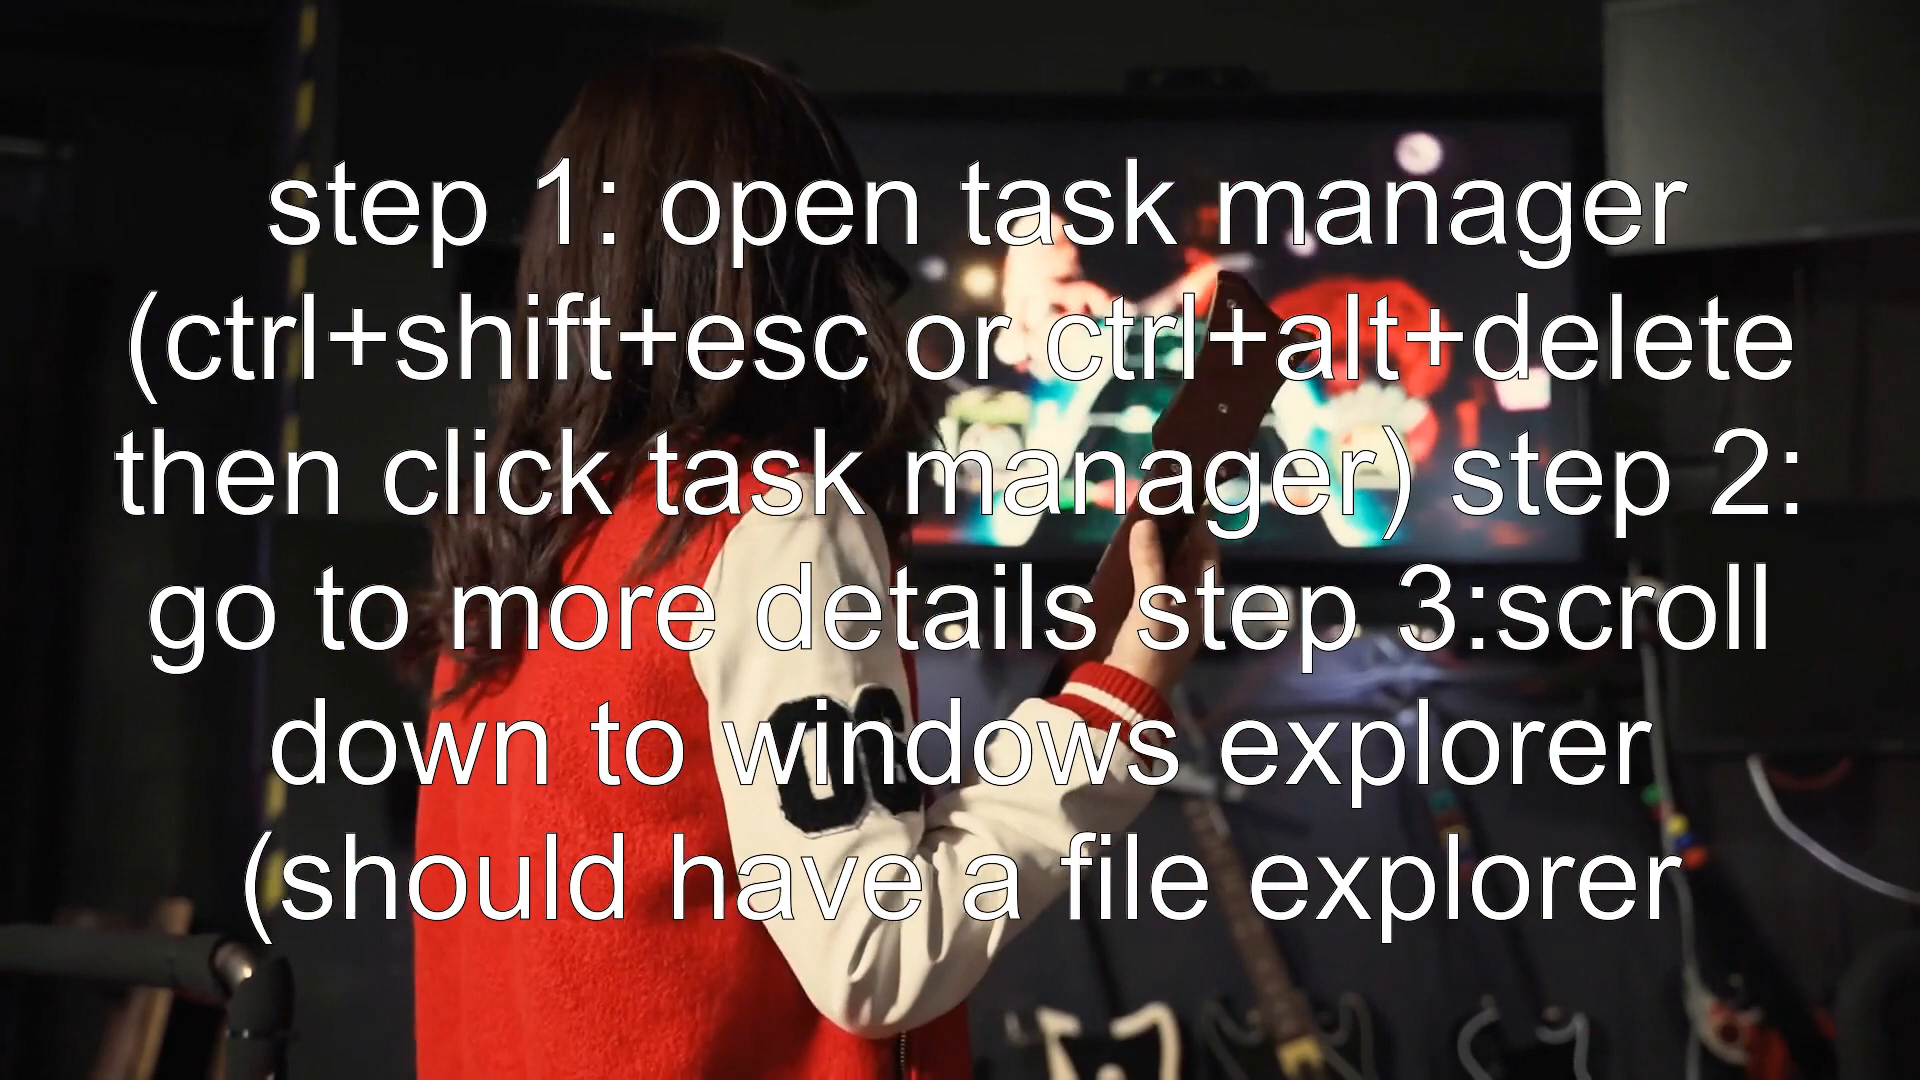 step 1: open task manager
(ctrl+shift+esc or ctrl+alt+delete
then click task manager) step 2:
go to more details step 3:scroll
down to windows explorer
(should have a file explorer